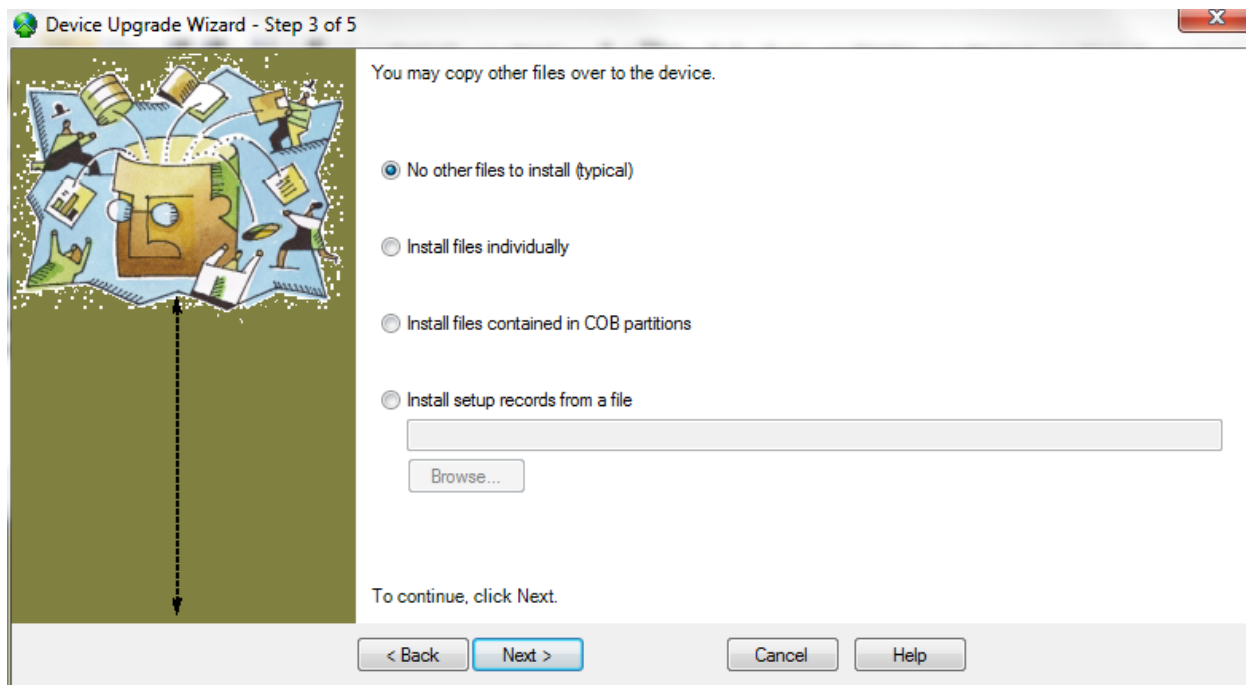 Device Upgrade Wizard - Step 3 of 5
You may copy other files over to the device.
No other files to install (typical)
Install files individually
Install files contained in COB partitions
Install setup records from a file
Browse...
To continue, click Next.
< Back Next > Cancel Help